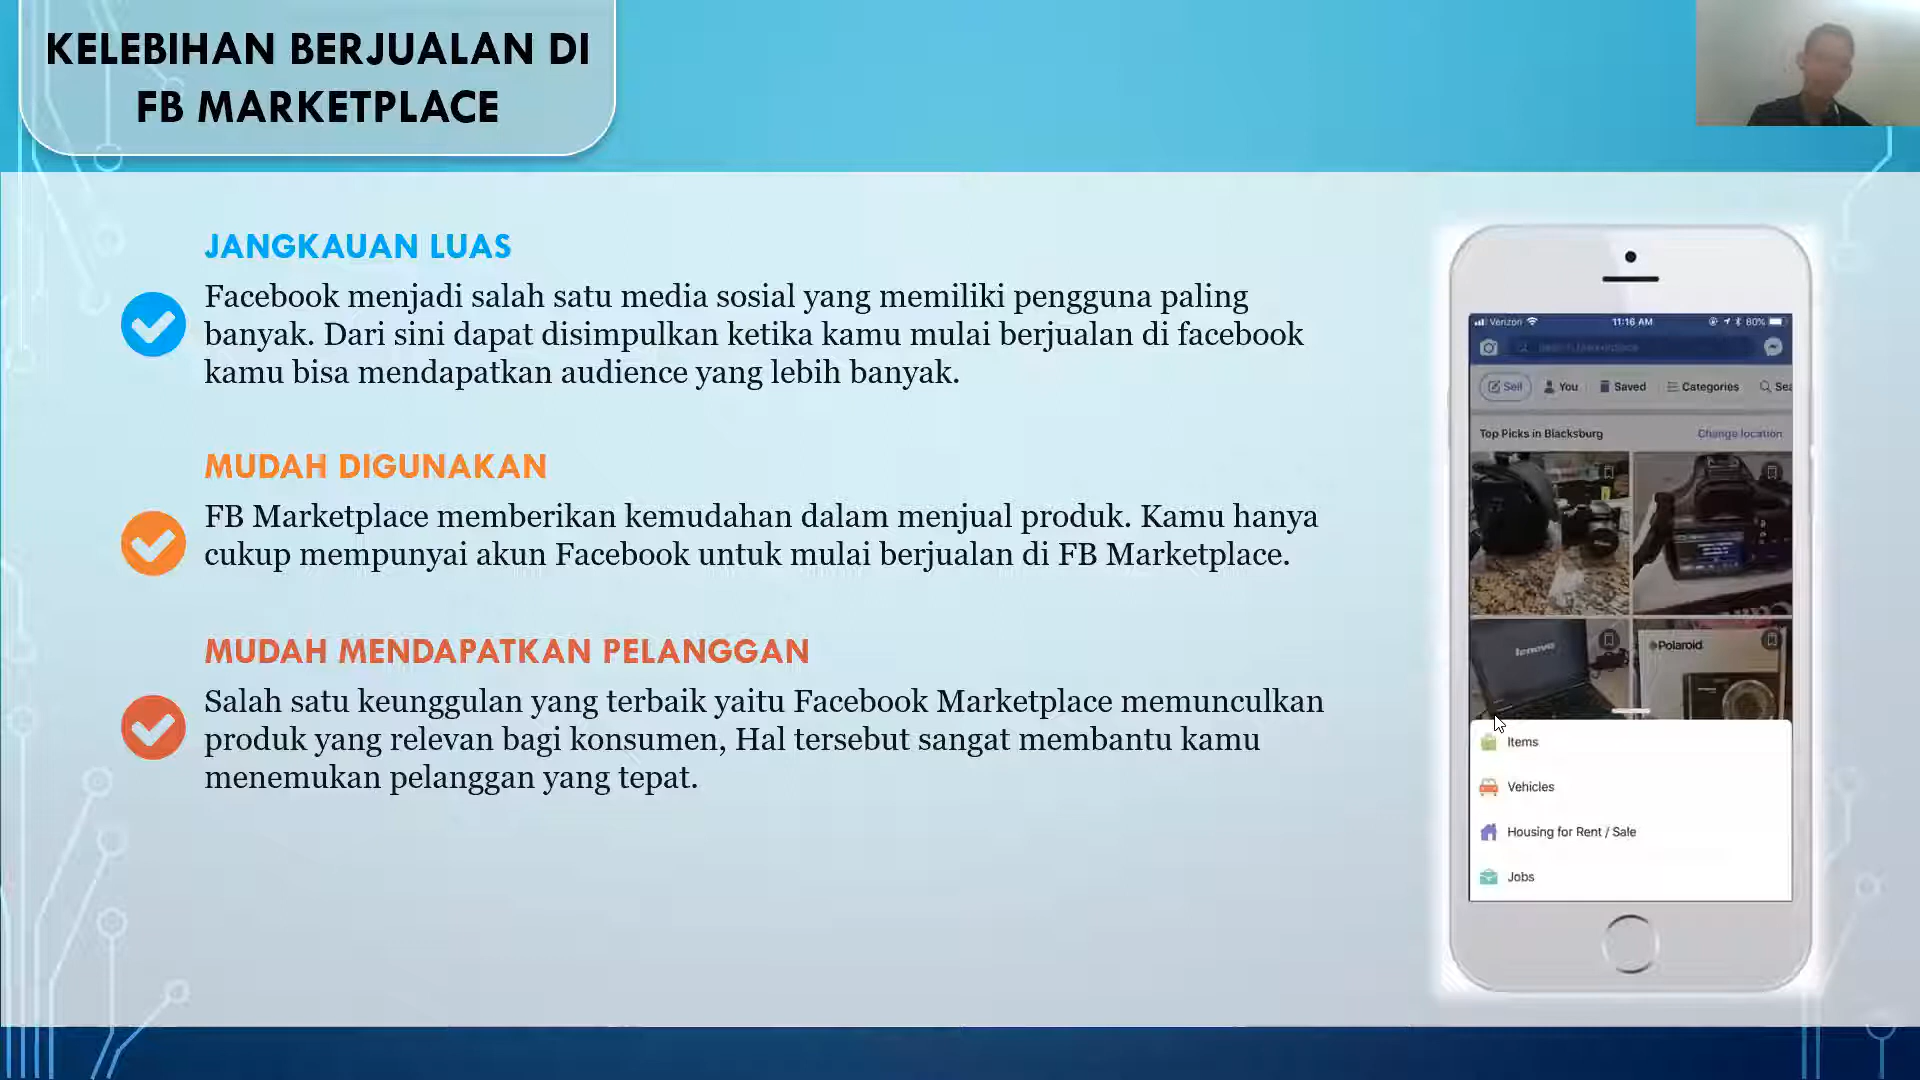 KELEBIHAN BERJUALAN DI
FB MARKETPLACE
JANGKAUAN LUAS
Facebook menjadi salah satu media sosial yang memiliki pengguna paling
banyak. Dari sini dapat disimpulkan ketika kamu mulai berjualan di facebook
kamu bisa mendapatkan audience yang lebih banyak.
MUDAH DIGUNAKAN
FB Marketplace memberikan kemudahan dalam menjual produk. Kamu hanya
cukup mempunyai akun Facebook untuk mulai berjualan di FB Marketplace.
MUDAH MENDAPATKAN PELANGGAN
Salah satu keunggulan yang terbaik yaitu Facebook Marketplace memunculkan
produk yang relevan bagi konsumen, Hal tersebut sangat membantu kamu
menemukan pelanggan yang tepat.
Verizon 11:16 AM 60%
Search Marketplace
Sell You Saved Categories Sea
Top Picks in Blacksburg Change location
lenovo
Polaroid
Items
Vehicles
Housing for Rent / Sale
Jobs